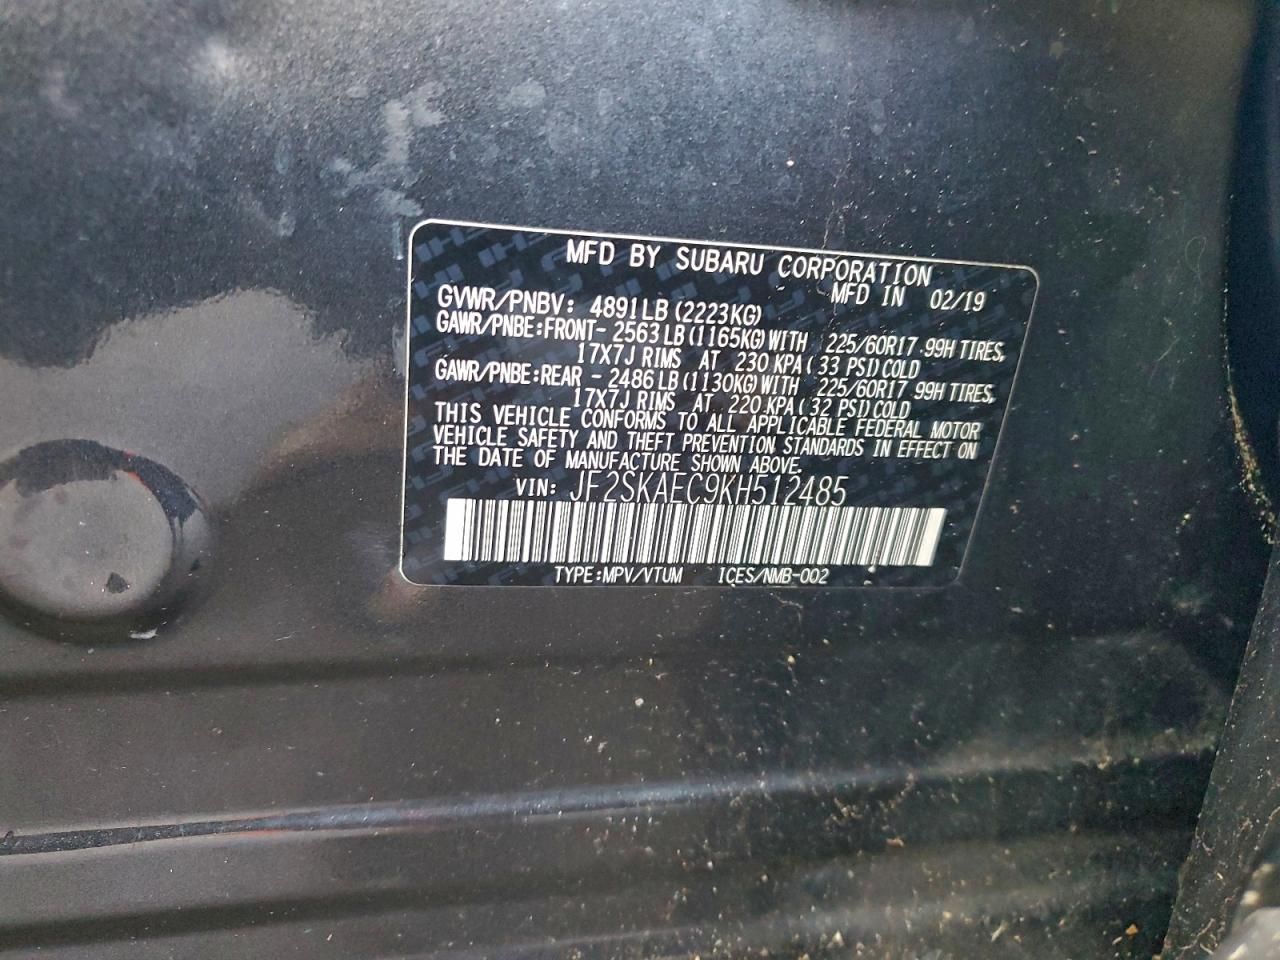 MFD BY SUBARU CORPORATION
MFD IN 02/19
GVWR/PNBV: 4891LB (2223KG)
GAWR/PNBE:FRONT- 2563LB (1165KG) WITH 225/60R17 99H TIRES,
17X7J RIMS AT 230 KPA ( 33 PSI) COLD
GAWR/PNBE:REAR - 2486LB (1130KG) WITH 225/60R17 99H TIRES,
17X7J RIMS AT 220 KPA ( 32 PSI) COLD
THIS VEHICLE CONFORMS TO ALL APPLICABLE FEDERAL MOTOR
VEHICLE SAFETY AND THEFT PREVENTION STANDARDS IN EFFECT ON
THE DATE OF MANUFACTURE SHOWN ABOVE.
VIN: JF2SKAEC9KH512485
TYPE:MPV/VTUM ICES/NMB-002